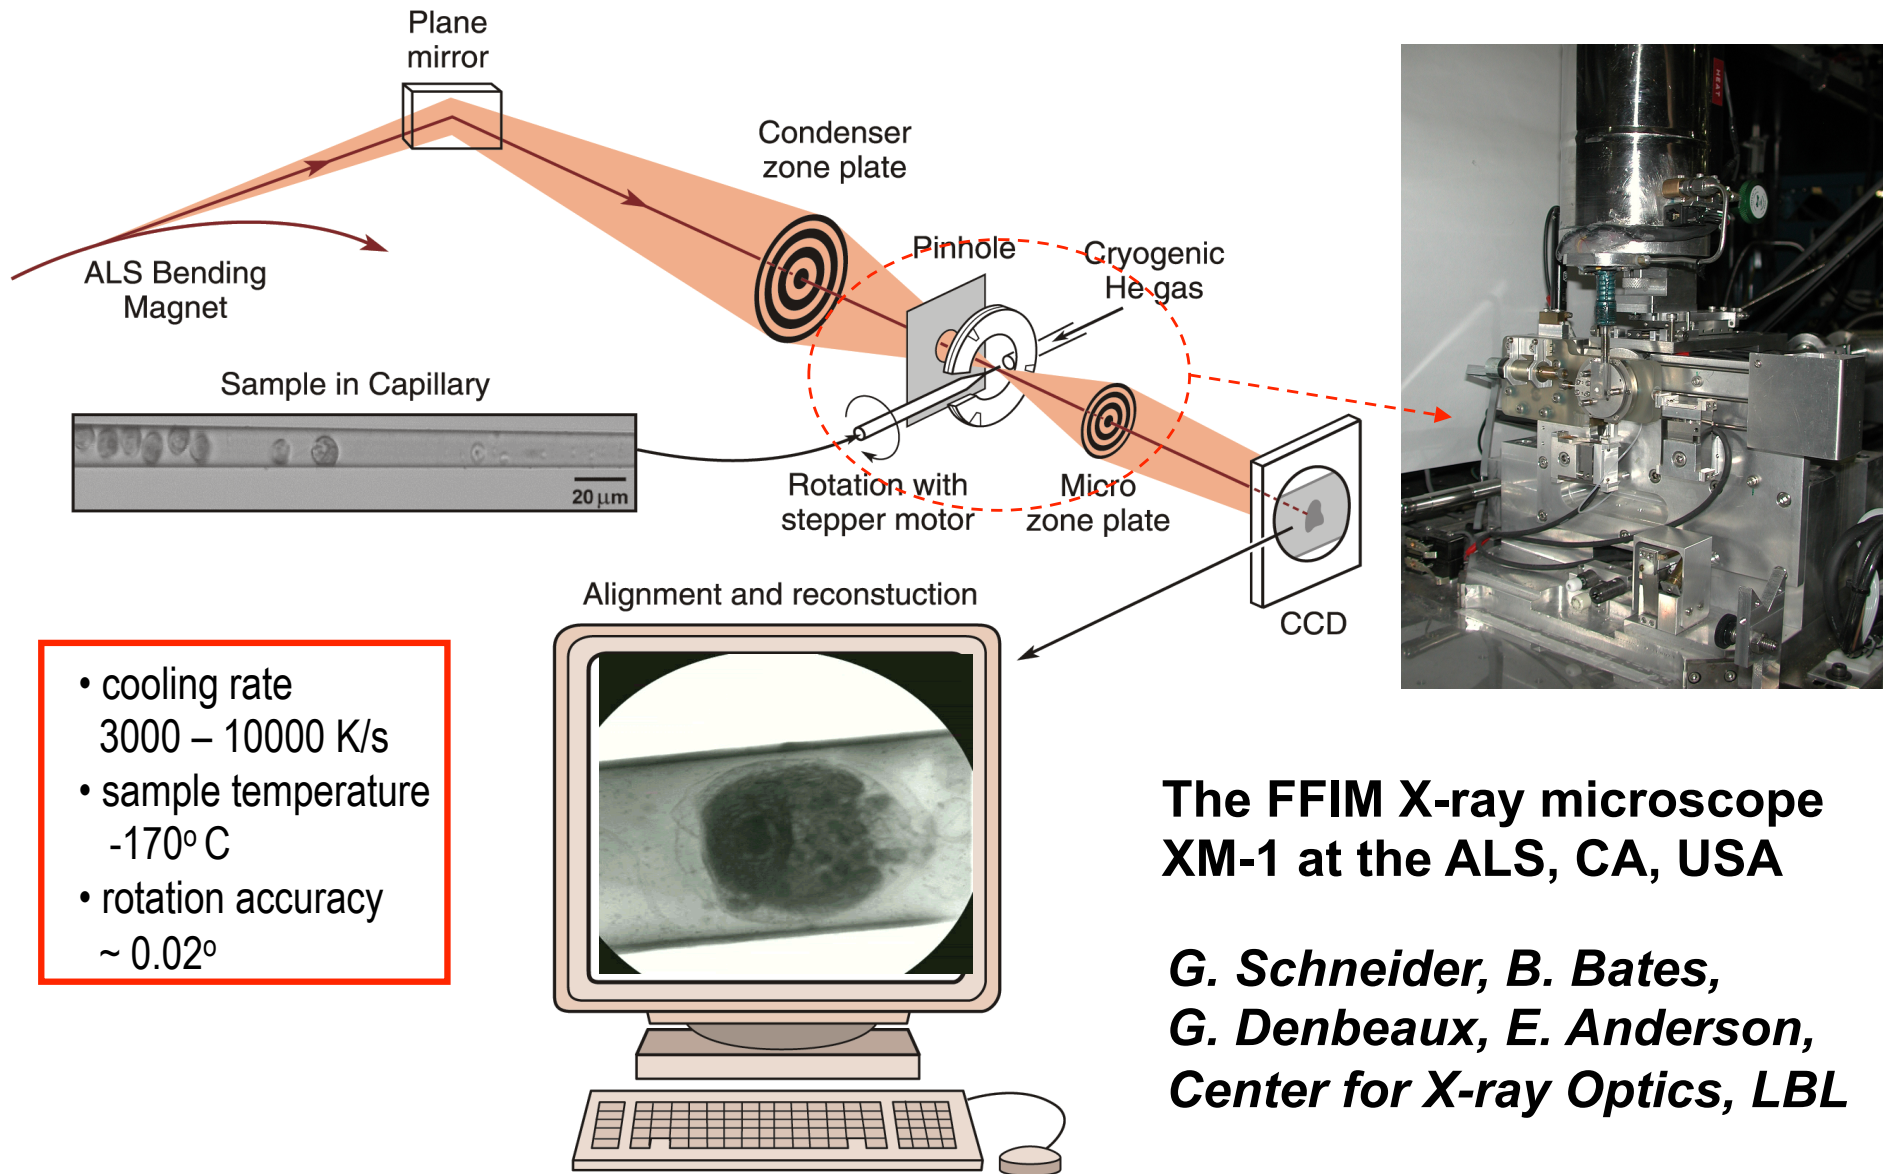 Plane
mirror
Condenser
zone plate
Pinhole
Cryogenic
He gas
ALS Bending
Magnet
Sample in Capillary
20 µm
Rotation with
stepper motor
Micro
zone plate
CCD
Alignment and reconstuction
• cooling rate
3000 – 10000 K/s
• sample temperature
-170º C
• rotation accuracy
~ 0.02º
HEAT
The FFIM X-ray microscope
XM-1 at the ALS, CA, USA
G. Schneider, B. Bates,
G. Denbeaux, E. Anderson,
Center for X-ray Optics, LBL